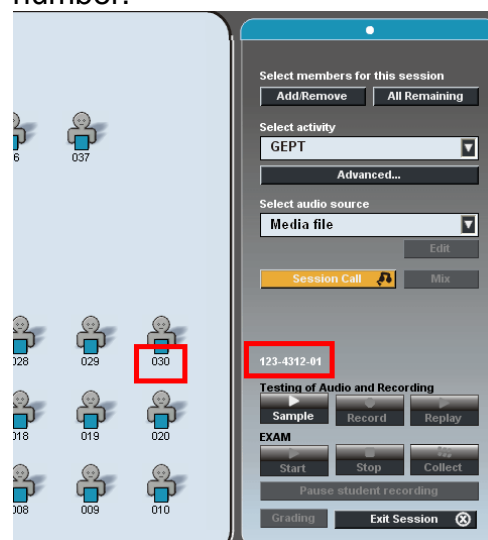 number.
6 037
028 029 030
018 019 020
008 009 010
Select members for this session
Add/Remove All Remaining
Select activity
GEPT
Advanced...
Select audio source
Media file
Edit
Session Call Mix
123-4312-01
Testing of Audio and Recording
Sample Record Replay
EXAM
Start Stop Collect
Pause student recording
Grading Exit Session